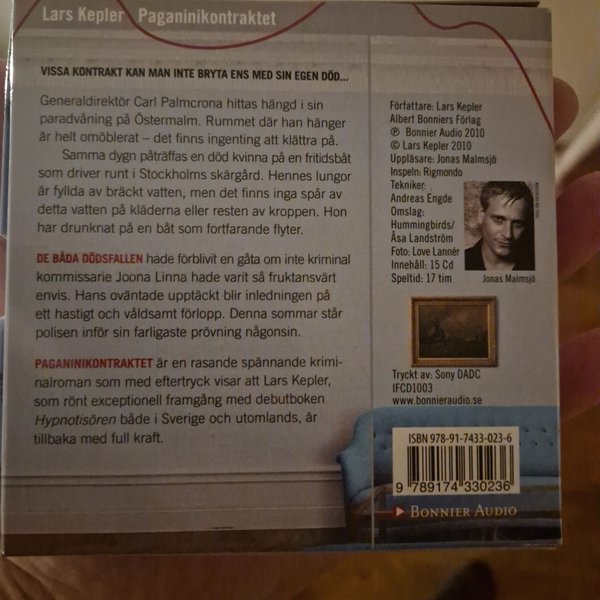 Lars Kepler Paganinikontraktet
VISSA KONTRAKT KAN MAN INTE BRYTA ENS MED SIN EGEN DÖD...
Generaldirektör Carl Palmcrona hittas hängd i sin
paradvåning på Östermalm. Rummet där han hänger
är helt omöblerat – det finns ingenting att klättra på.
Samma dygn påträffas en död kvinna på en fritidsbåt
som driver runt i Stockholms skärgård. Hennes lungor
är fyllda av bräckt vatten, men det finns inga spår av
detta vatten på kläderna eller resten av kroppen. Hon
har drunknat på en båt som fortfarande flyter.
DE BÅDA DÖDSFALLEN hade förblivit en gåta om inte kriminal
kommissarie Joona Linna hade varit så fruktansvärt
envis. Hans oväntade upptäckt blir inledningen på
ett hastigt och våldsamt förlopp. Denna sommar står
polisen inför sin farligaste prövning någonsin.
PAGANINIKONTRAKTET är en rasande spännande krimi-
nalroman som med eftertryck visar att Lars Kepler,
som rönt exceptionell framgång med debutboken
Hypnotisören både i Sverige och utomlands, är
tillbaka med full kraft.
Författare: Lars Kepler
Albert Bonniers Förlag
℗ Bonnier Audio 2010
© Lars Kepler 2010
Uppläsare: Jonas Malmsjö
Inspeln: Rigmondo
Tekniker:
Andreas Engde
Omslag:
Hummingbirds/
Åsa Landström
Foto: Love Lannér
Innehåll: 15 Cd
Speltid: 17 tim
Jonas Malmsjö
Tryckt av: Sony DADC
IFCD1003
www.bonnieraudio.se
ISBN 978-91-7433-023-6
9 789174 330236
BONNIER AUDIO